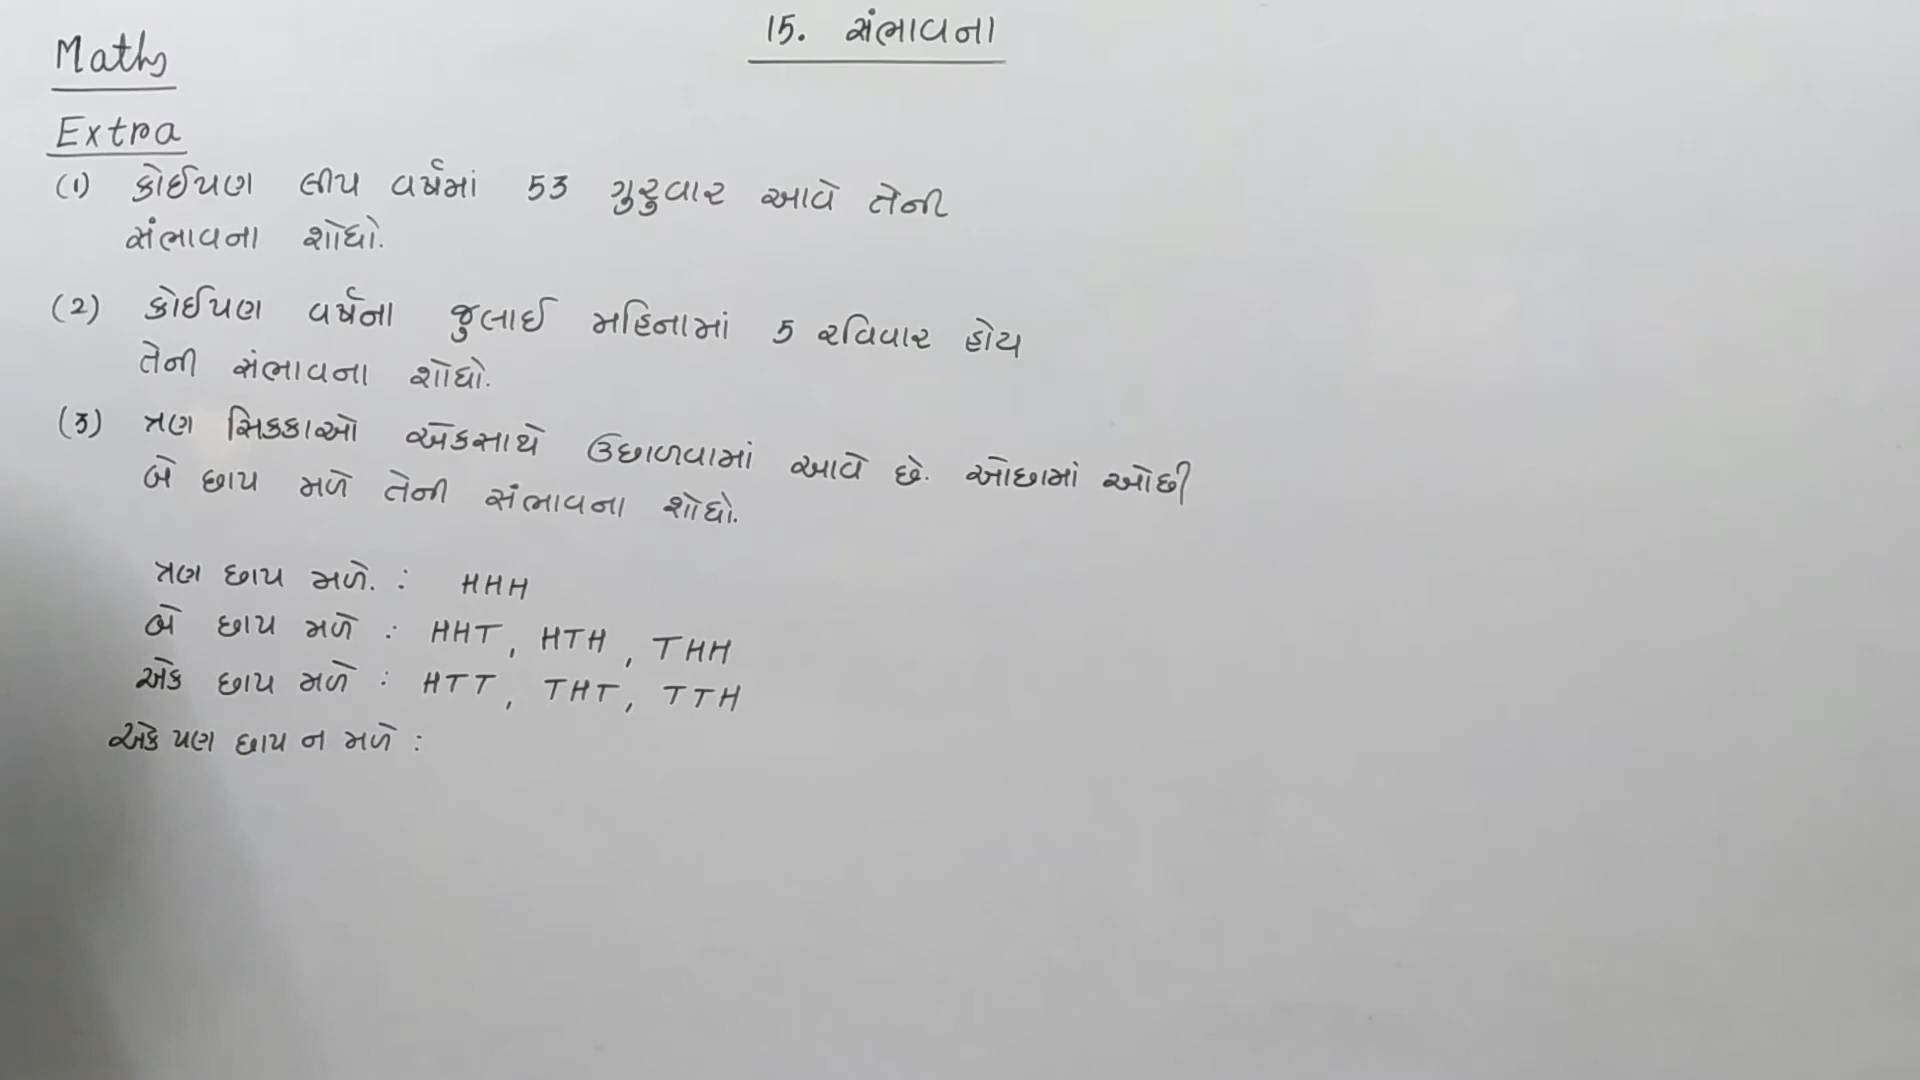 15. સંભાવના
Maths
Extra
(1) કોઈપણ લીપ વર્ષમાં 53 ગુરુવાર આવે તેની
સંભાવના શોધો.
(2) કોઈપણ વર્ષના જુલાઈ મહિનામાં 5 રવિવાર હોય
તેની સંભાવના શોધો.
(3) ત્રણ સિક્કાઓ એકસાથે ઉછાળવામાં આવે છે. ઓછામાં ઓછી
બે છાપ મળે તેની સંભાવના શોધો.
ત્રણ છાપ મળે. : HHH
બે છાપ મળે : HHT, HTH, THH
એક છાપ મળે : HTT, THT, TTH
એક પણ છાપ ન મળે :